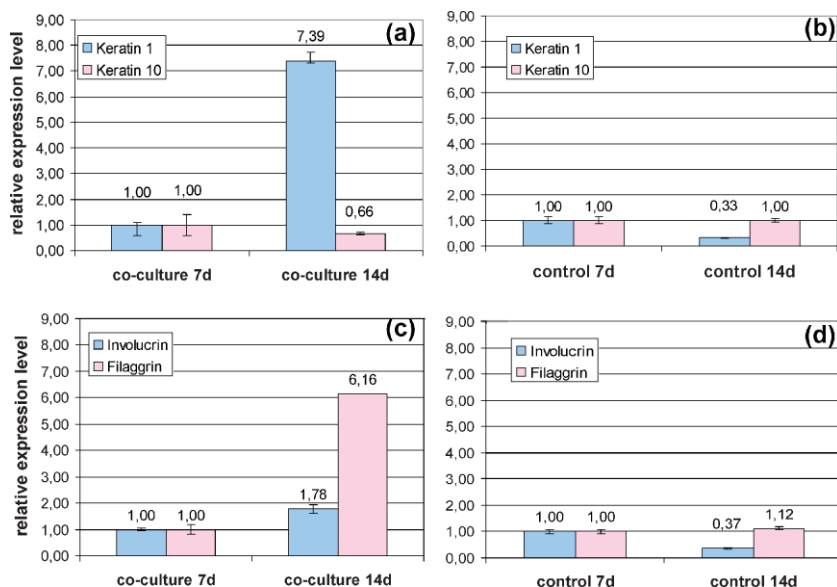 (a)
relative expression level
9,00
8,00
7,00
6,00
5,00
4,00
3,00
2,00
1,00
0,00
Keratin 1
Keratin 10
1,00 1,00
7,39
0,66
co-culture 7d co-culture 14d
(b)
9,00
8,00
7,00
6,00
5,00
4,00
3,00
2,00
1,00
0,00
Keratin 1
Keratin 10
1,00 1,00
0,33 1,00
control 7d control 14d
(c)
relative expression level
9,00
8,00
7,00
6,00
5,00
4,00
3,00
2,00
1,00
0,00
Involucrin
Filaggrin
1,00 1,00
1,78
6,16
co-culture 7d co-culture 14d
(d)
9,00
8,00
7,00
6,00
5,00
4,00
3,00
2,00
1,00
0,00
Involucrin
Filaggrin
1,00 1,00
0,37 1,12
control 7d control 14d